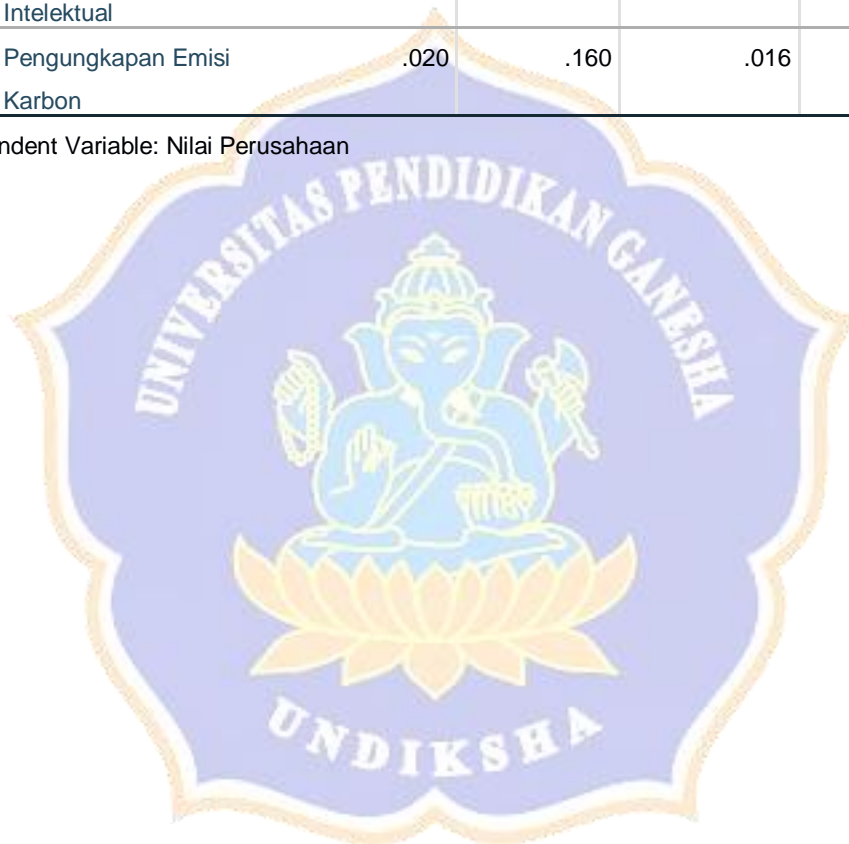 Intelektual
Pengungkapan Emisi .020 .160 .016
Karbon
ndent Variable: Nilai Perusahaan
UNIVERSITAS PENDIDIKAN GANESHA
UNDIKSHA